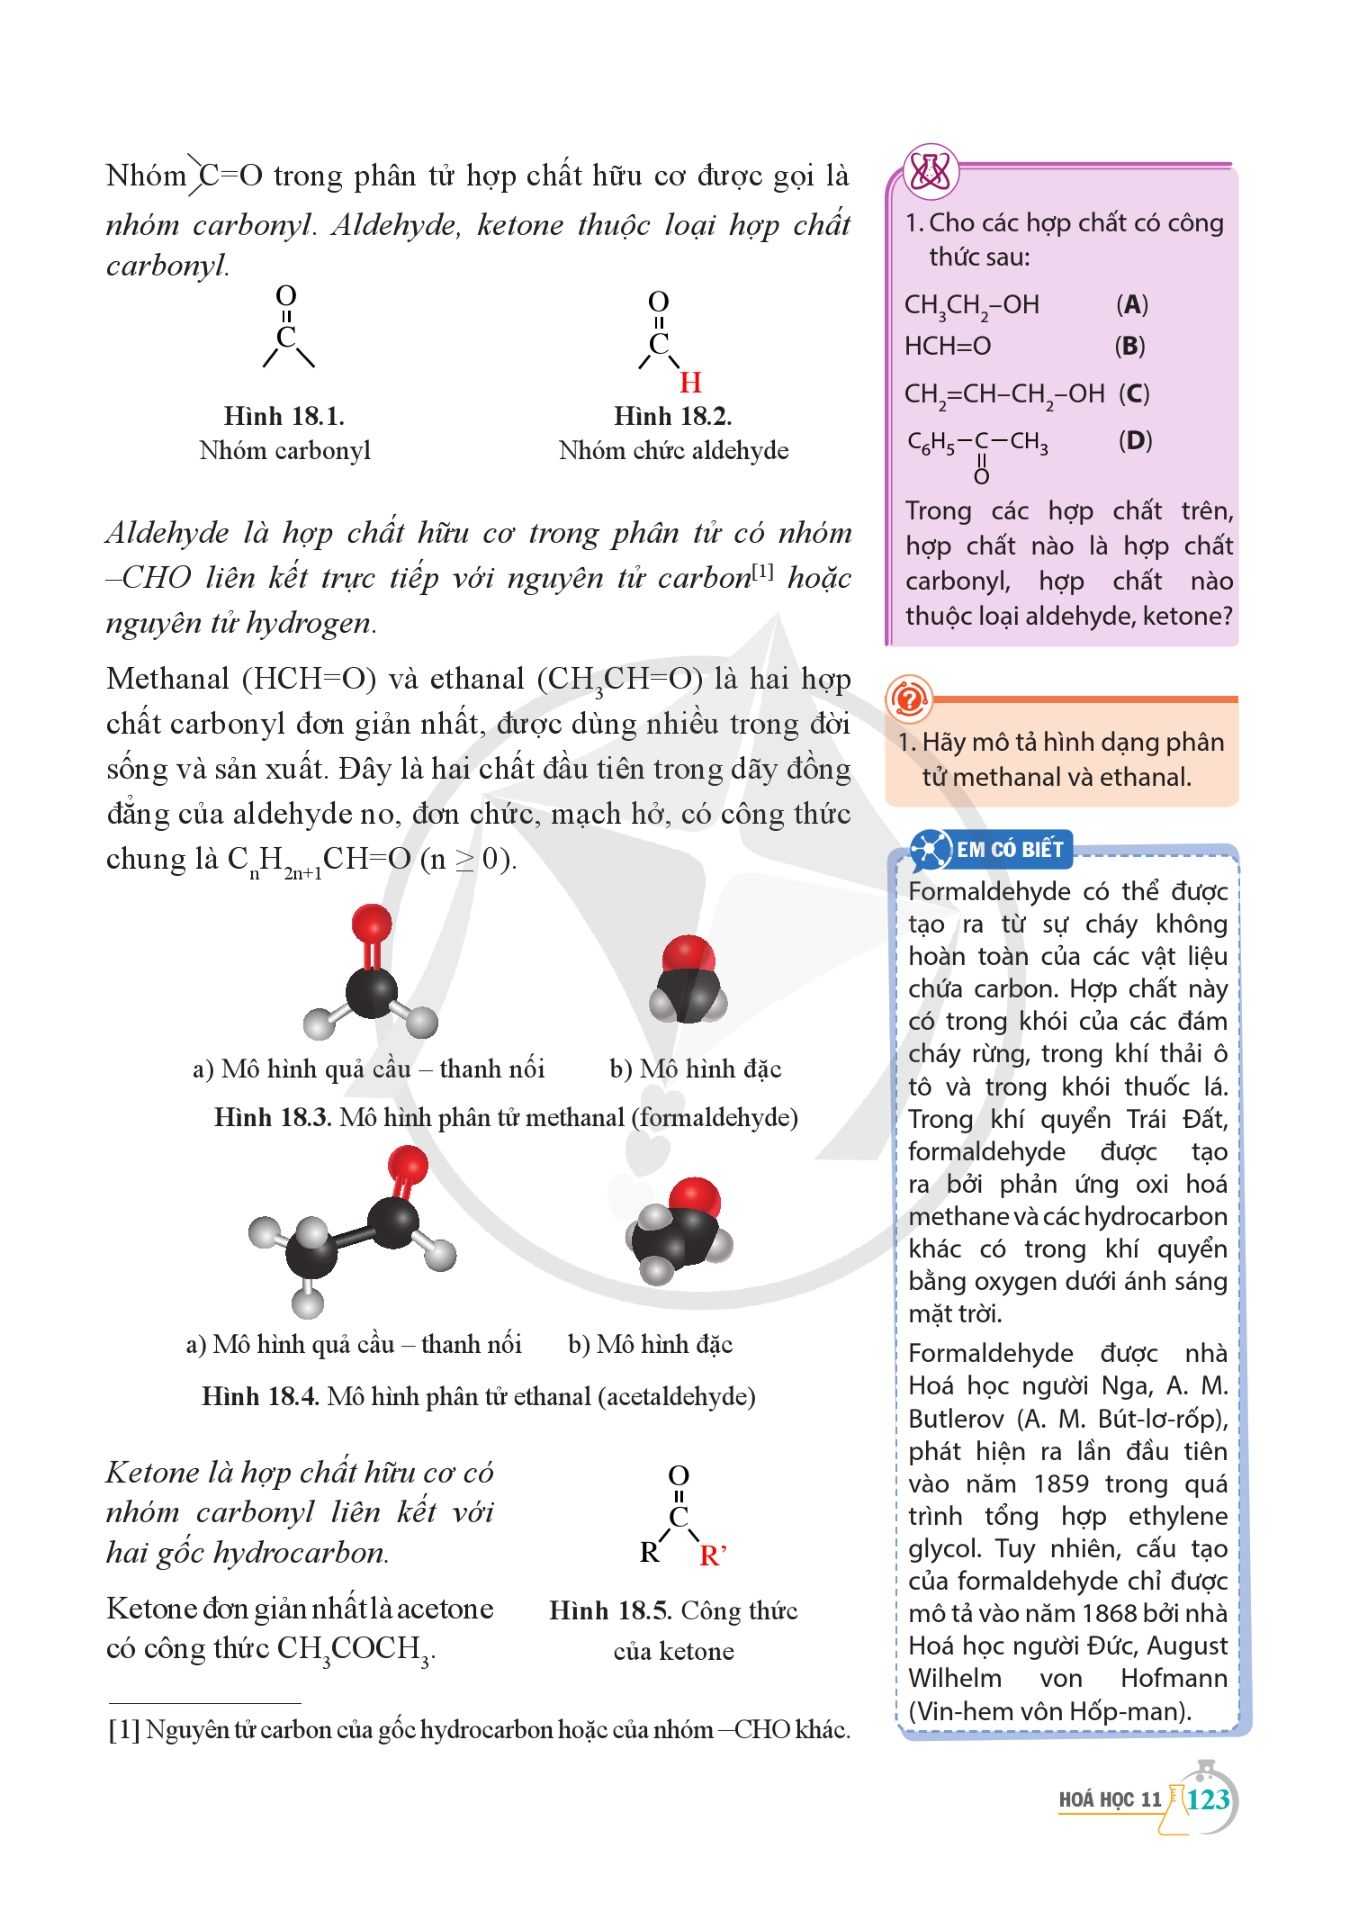 Nhóm C=O trong phân tử hợp chất hữu cơ được gọi là
nhóm carbonyl. Aldehyde, ketone thuộc loại hợp chất
carbonyl.
O
C
Hình 18.1.
Nhóm carbonyl
O
C
H
Hình 18.2.
Nhóm chức aldehyde
Aldehyde là hợp chất hữu cơ trong phân tử có nhóm
–CHO liên kết trực tiếp với nguyên tử carbon[1] hoặc
nguyên tử hydrogen.
Methanal (HCH=O) và ethanal (CH3CH=O) là hai hợp
chất carbonyl đơn giản nhất, được dùng nhiều trong đời
sống và sản xuất. Đây là hai chất đầu tiên trong dãy đồng
đẳng của aldehyde no, đơn chức, mạch hở, có công thức
chung là CnH2n+1CH=O (n ≥ 0).
a) Mô hình quả cầu – thanh nối
b) Mô hình đặc
Hình 18.3. Mô hình phân tử methanal (formaldehyde)
a) Mô hình quả cầu – thanh nối
b) Mô hình đặc
Hình 18.4. Mô hình phân tử ethanal (acetaldehyde)
Ketone là hợp chất hữu cơ có
nhóm carbonyl liên kết với
hai gốc hydrocarbon.
Ketone đơn giản nhất là acetone
có công thức CH3COCH3.
O
C
R R’
Hình 18.5. Công thức
của ketone
[1] Nguyên tử carbon của gốc hydrocarbon hoặc của nhóm –CHO khác.
1. Cho các hợp chất có công
thức sau:
CH3CH2–OH (A)
HCH=O (B)
CH2=CH–CH2–OH (C)
C6H5–C–CH3 (D)
O
Trong các hợp chất trên,
hợp chất nào là hợp chất
carbonyl, hợp chất nào
thuộc loại aldehyde, ketone?
?
1. Hãy mô tả hình dạng phân
tử methanal và ethanal.
EM CÓ BIẾT
Formaldehyde có thể được
tạo ra từ sự cháy không
hoàn toàn của các vật liệu
chứa carbon. Hợp chất này
có trong khói của các đám
cháy rừng, trong khí thải ô
tô và trong khói thuốc lá.
Trong khí quyển Trái Đất,
formaldehyde được tạo
ra bởi phản ứng oxi hoá
methane và các hydrocarbon
khác có trong khí quyển
bằng oxygen dưới ánh sáng
mặt trời.
Formaldehyde được nhà
Hoá học người Nga, A. M.
Butlerov (A. M. Bút-lơ-rốp),
phát hiện ra lần đầu tiên
vào năm 1859 trong quá
trình tổng hợp ethylene
glycol. Tuy nhiên, cấu tạo
của formaldehyde chỉ được
mô tả vào năm 1868 bởi nhà
Hoá học người Đức, August
Wilhelm von Hofmann
(Vin-hem vôn Hốp-man).
HOÁ HỌC 11 123